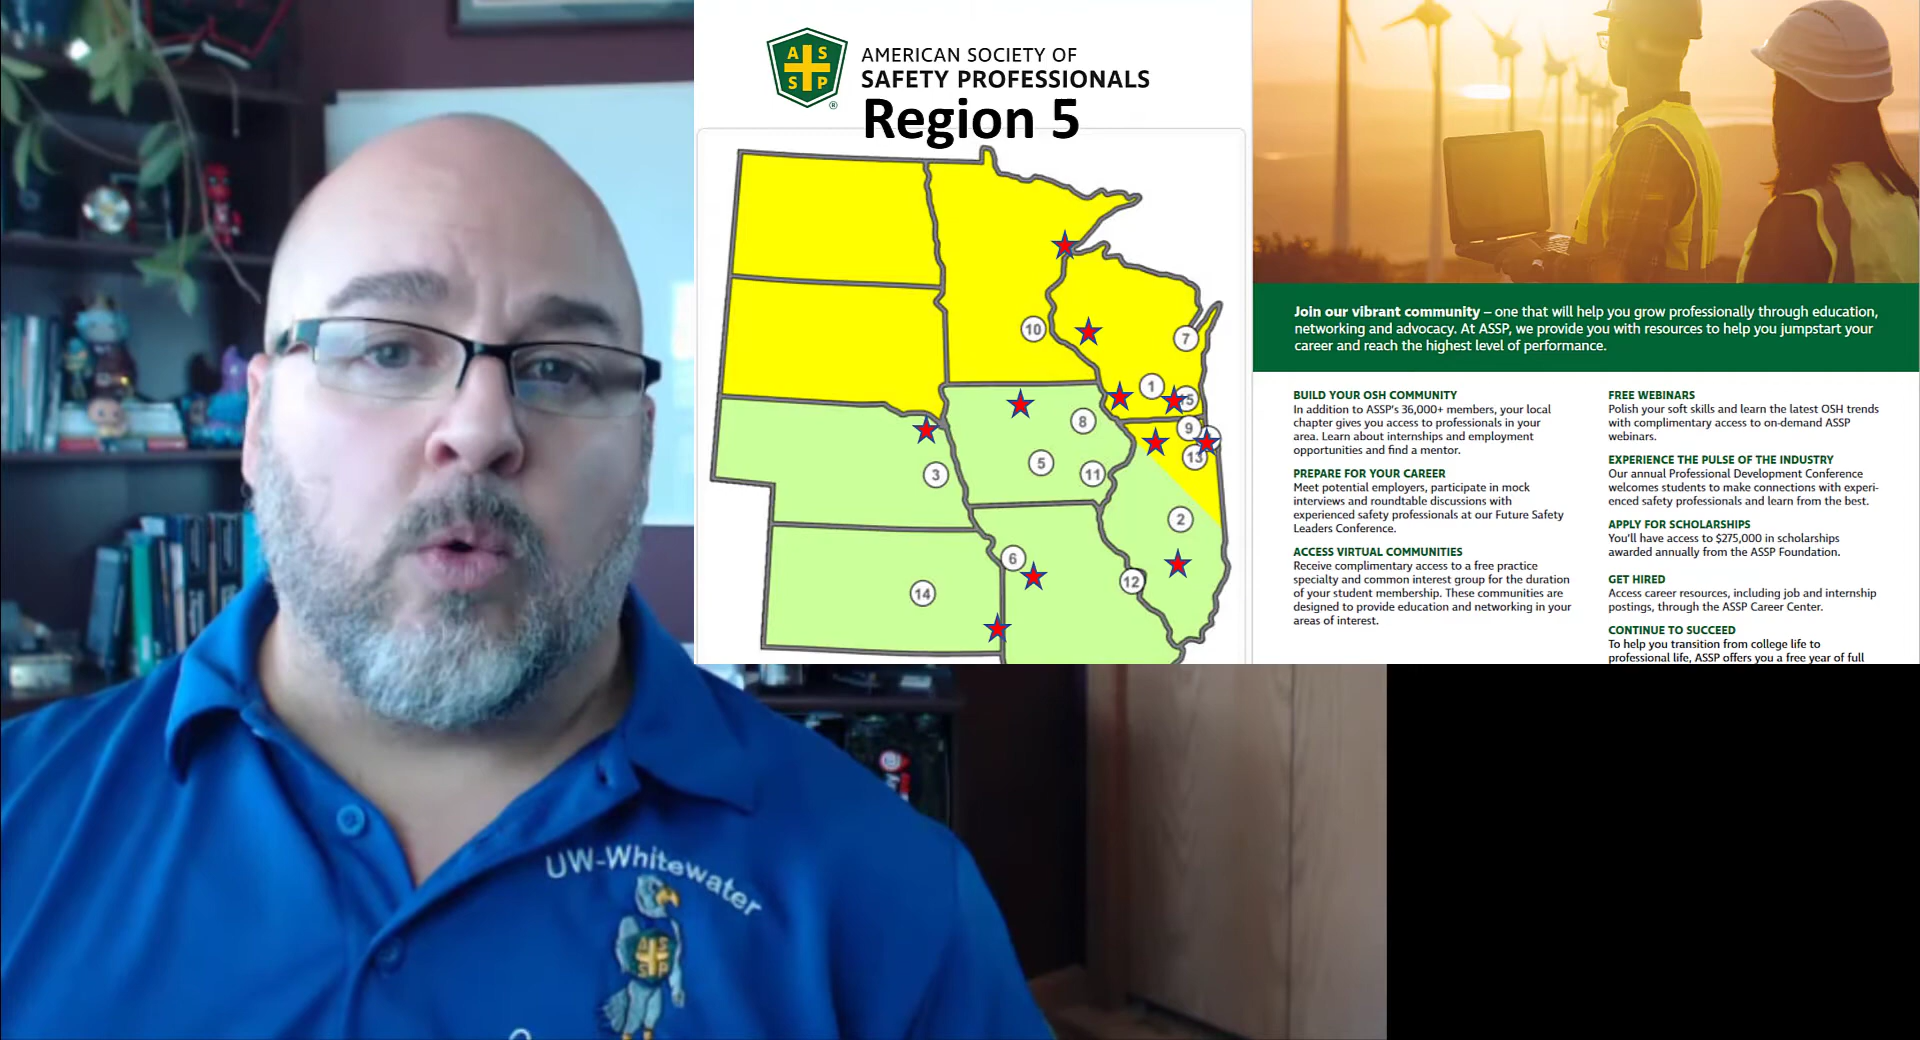 A S
S P
®
AMERICAN SOCIETY OF
SAFETY PROFESSIONALS
Region 5
10
7
1
15
8
9
3
5
11
13
2
6
12
14
Join our vibrant community – one that will help you grow professionally through education,
networking and advocacy. At ASSP, we provide you with resources to help you jumpstart your
career and reach the highest level of performance.
BUILD YOUR OSH COMMUNITY
In addition to ASSP's 36,000+ members, your local
chapter gives you access to professionals in your
area. Learn about internships and employment
opportunities and find a mentor.
PREPARE FOR YOUR CAREER
Meet potential employers, participate in mock
interviews and roundtable discussions with
experienced safety professionals at our Future Safety
Leaders Conference.
ACCESS VIRTUAL COMMUNITIES
Receive complimentary access to a free practice
specialty and common interest group for the duration
of your student membership. These communities are
designed to provide education and networking in your
areas of interest.
FREE WEBINARS
Polish your soft skills and learn the latest OSH trends
with complimentary access to on-demand ASSP
webinars.
EXPERIENCE THE PULSE OF THE INDUSTRY
Our annual Professional Development Conference
welcomes students to make connections with experi-
enced safety professionals and learn from the best.
APPLY FOR SCHOLARSHIPS
You'll have access to $275,000 in scholarships
awarded annually from the ASSP Foundation.
GET HIRED
Access career resources, including job and internship
postings, through the ASSP Career Center.
CONTINUE TO SUCCEED
To help you transition from college life to
professional life, ASSP offers you a free year of full
UW-Whitewater
A S
S P